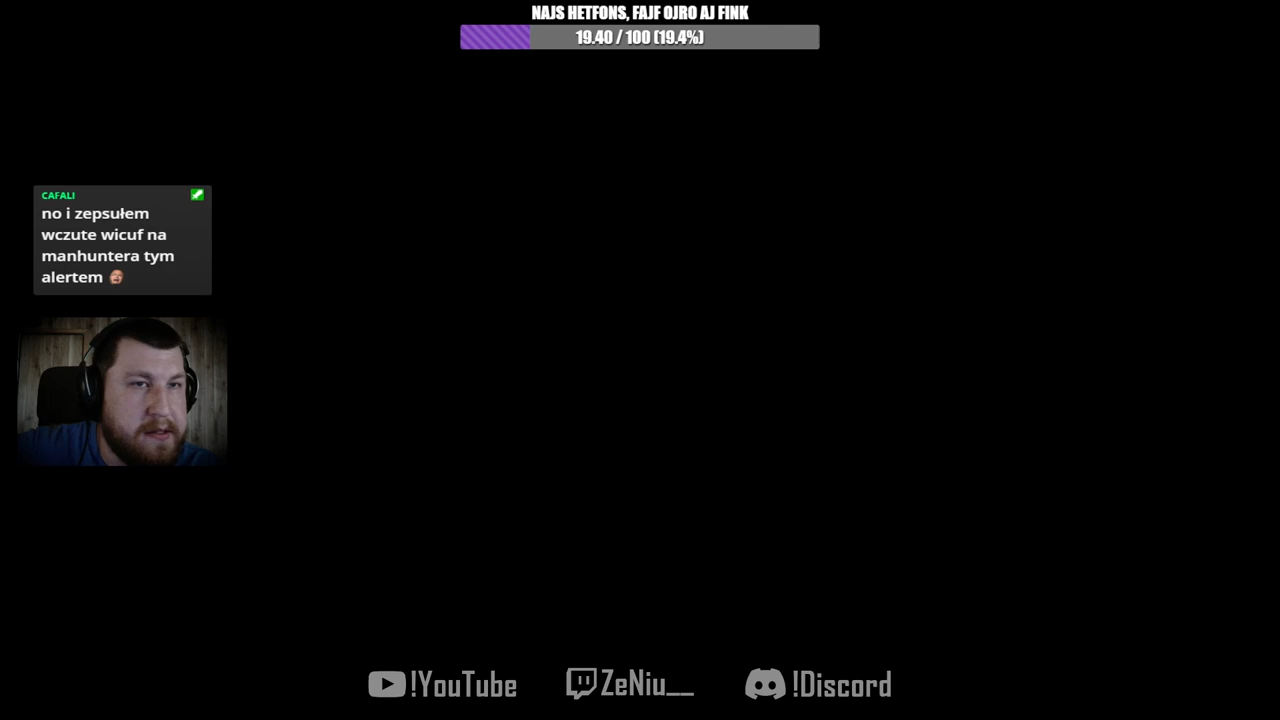 NAJS HETFONS, FAJF OJRO AJ FINK
19.40 / 100 (19.4%)
CAFALI
no i zepsułem
wczute wicuf na
manhuntera tym
alertem
!YouTube
ZeNiu__
!Discord